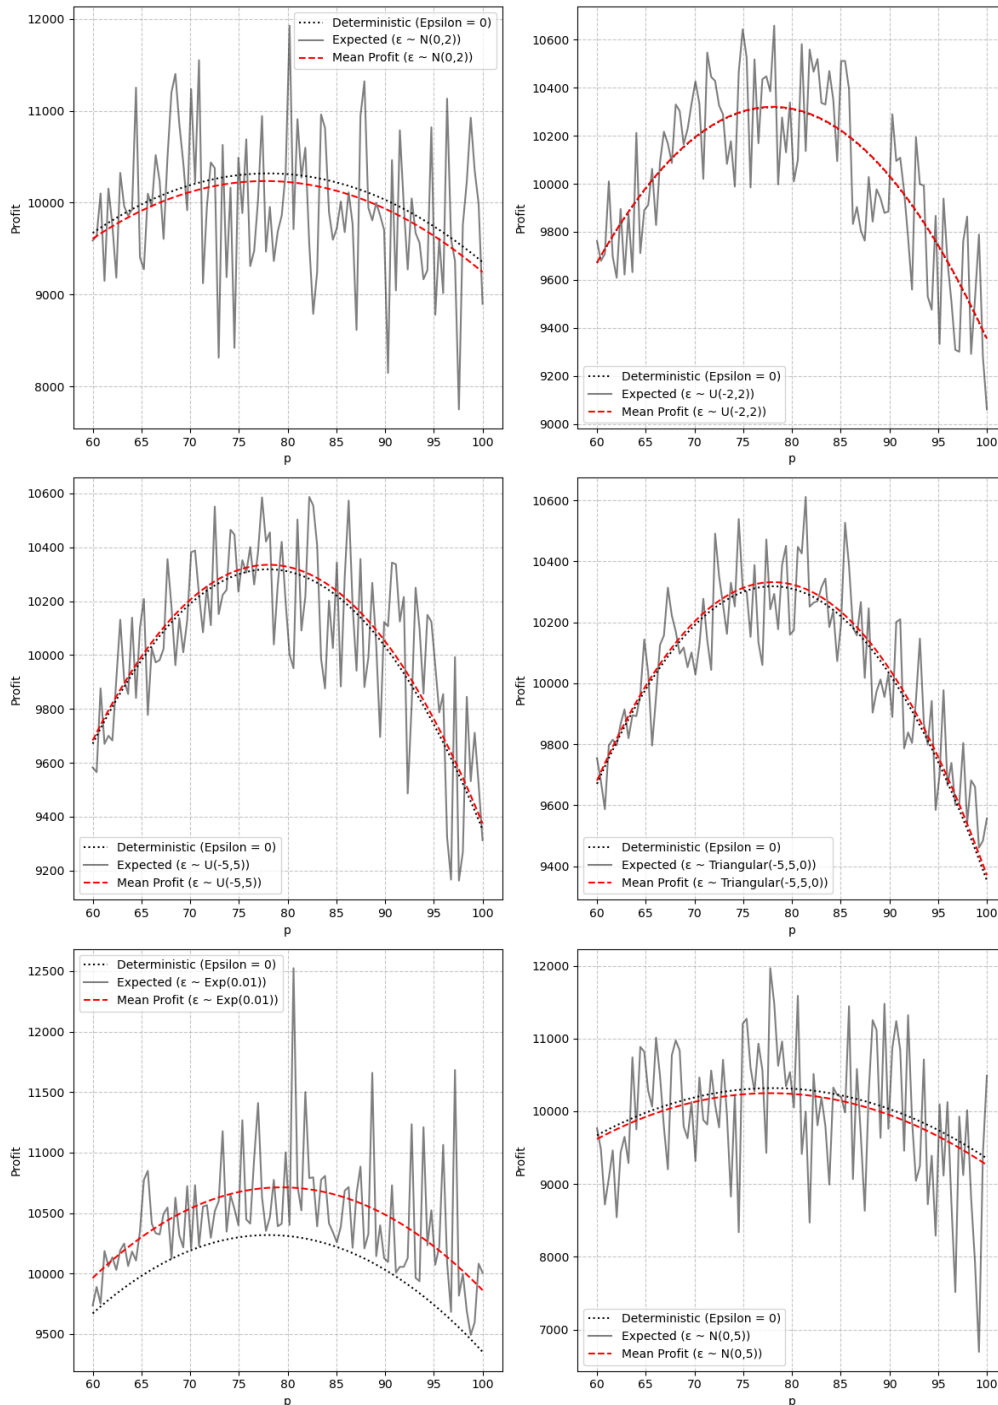 12000
11000
10000
9000
8000
Profit
60 65 70 75 80 85 90 95 100
p
Deterministic (Epsilon = 0)
Expected (ε ~ N(0,2))
Mean Profit (ε ~ N(0,2))
10600
10400
10200
10000
9800
9600
9400
9200
9000
Profit
60 65 70 75 80 85 90 95 100
p
Deterministic (Epsilon = 0)
Expected (ε ~ U(-2,2))
Mean Profit (ε ~ U(-2,2))
10600
10400
10200
10000
9800
9600
9400
9200
Profit
60 65 70 75 80 85 90 95 100
p
Deterministic (Epsilon = 0)
Expected (ε ~ U(-5,5))
Mean Profit (ε ~ U(-5,5))
10600
10400
10200
10000
9800
9600
9400
Profit
60 65 70 75 80 85 90 95 100
p
Deterministic (Epsilon = 0)
Expected (ε ~ Triangular(-5,5,0))
Mean Profit (ε ~ Triangular(-5,5,0))
12500
12000
11500
11000
10500
10000
9500
Profit
60 65 70 75 80 85 90 95 100
p
Deterministic (Epsilon = 0)
Expected (ε ~ Exp(0.01))
Mean Profit (ε ~ Exp(0.01))
12000
11000
10000
9000
8000
7000
Profit
60 65 70 75 80 85 90 95 100
p
Deterministic (Epsilon = 0)
Expected (ε ~ N(0,5))
Mean Profit (ε ~ N(0,5))